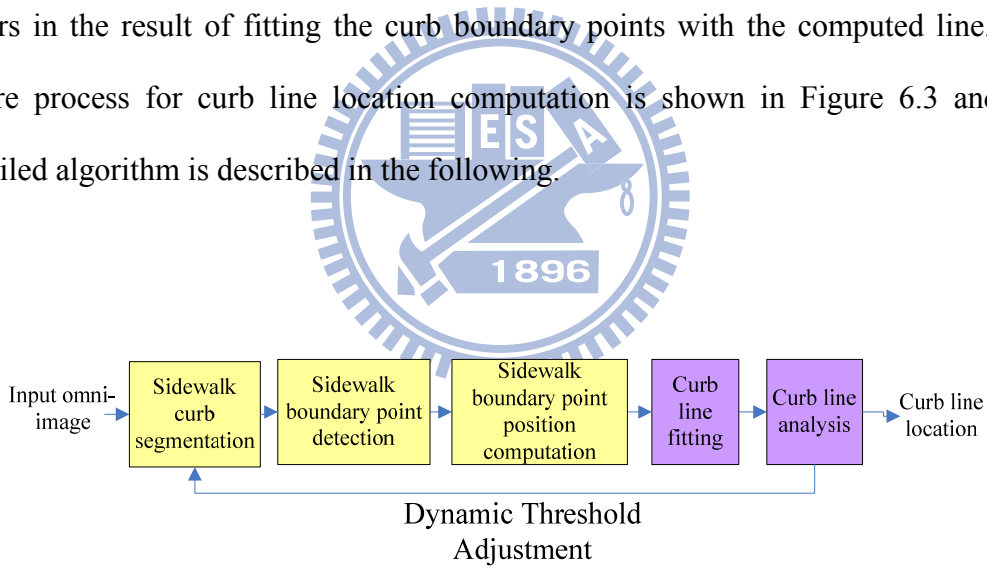 rs in the result of fitting the curb boundary points with the computed line.
re process for curb line location computation is shown in Figure 6.3 and
iled algorithm is described in the following.
E S A
1896
Input omni-
image
Sidewalk
curb
segmentation
Sidewalk
boundary point
detection
Sidewalk
boundary point
position
computation
Curb
line
fitting
Curb line
analysis
Curb line
location
Dynamic Threshold
Adjustment